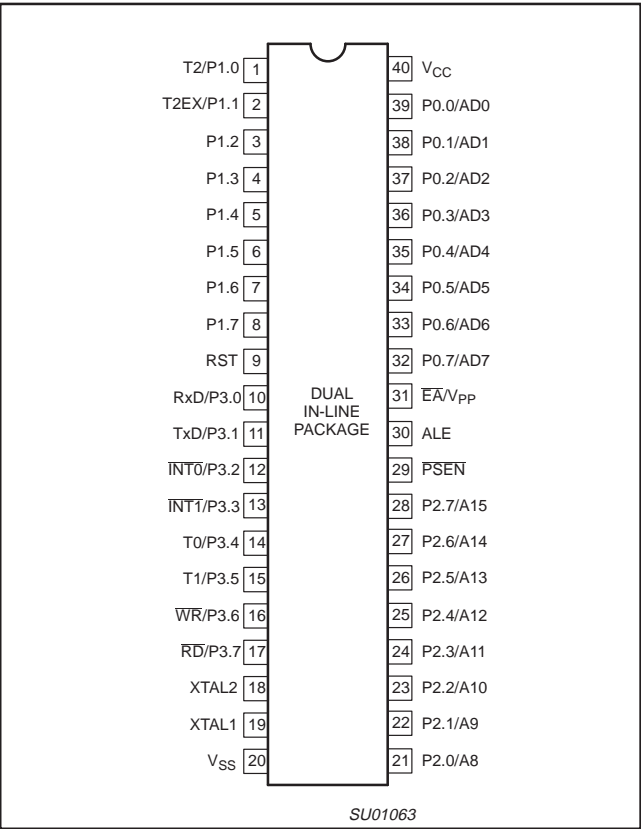 T2/P1.0 1 40 VCC
T2EX/P1.1 2 39 P0.0/AD0
P1.2 3 38 P0.1/AD1
P1.3 4 37 P0.2/AD2
P1.4 5 36 P0.3/AD3
P1.5 6 35 P0.4/AD4
P1.6 7 34 P0.5/AD5
P1.7 8 33 P0.6/AD6
RST 9 32 P0.7/AD7
RxD/P3.0 10 DUAL 31 E̅A̅/VPP
IN-LINE
TxD/P3.1 11 PACKAGE 30 ALE
I̅N̅T̅0̅/P3.2 12 29 P̅S̅E̅N̅
I̅N̅T̅1̅/P3.3 13 28 P2.7/A15
T0/P3.4 14 27 P2.6/A14
T1/P3.5 15 26 P2.5/A13
W̅R̅/P3.6 16 25 P2.4/A12
R̅D̅/P3.7 17 24 P2.3/A11
XTAL2 18 23 P2.2/A10
XTAL1 19 22 P2.1/A9
VSS 20 21 P2.0/A8
SU01063